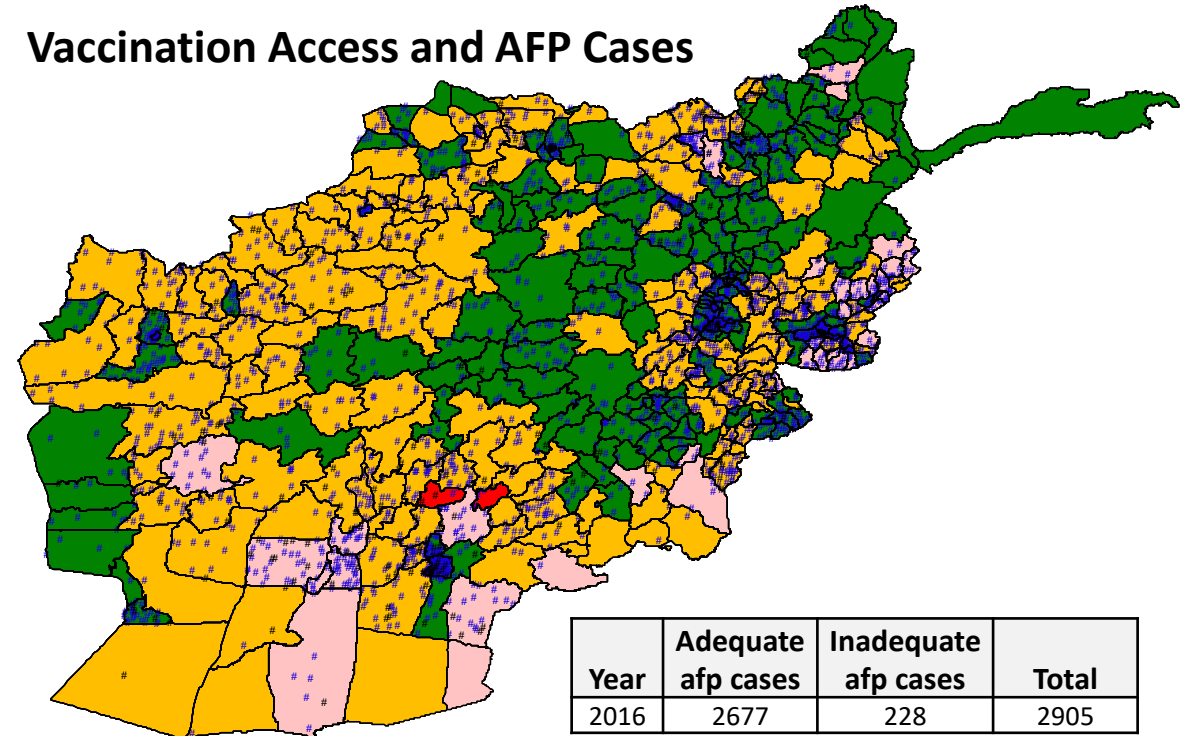 Vaccination Access and AFP Cases
Year Adequate afp cases Inadequate afp cases Total
2016 2677 228 2905